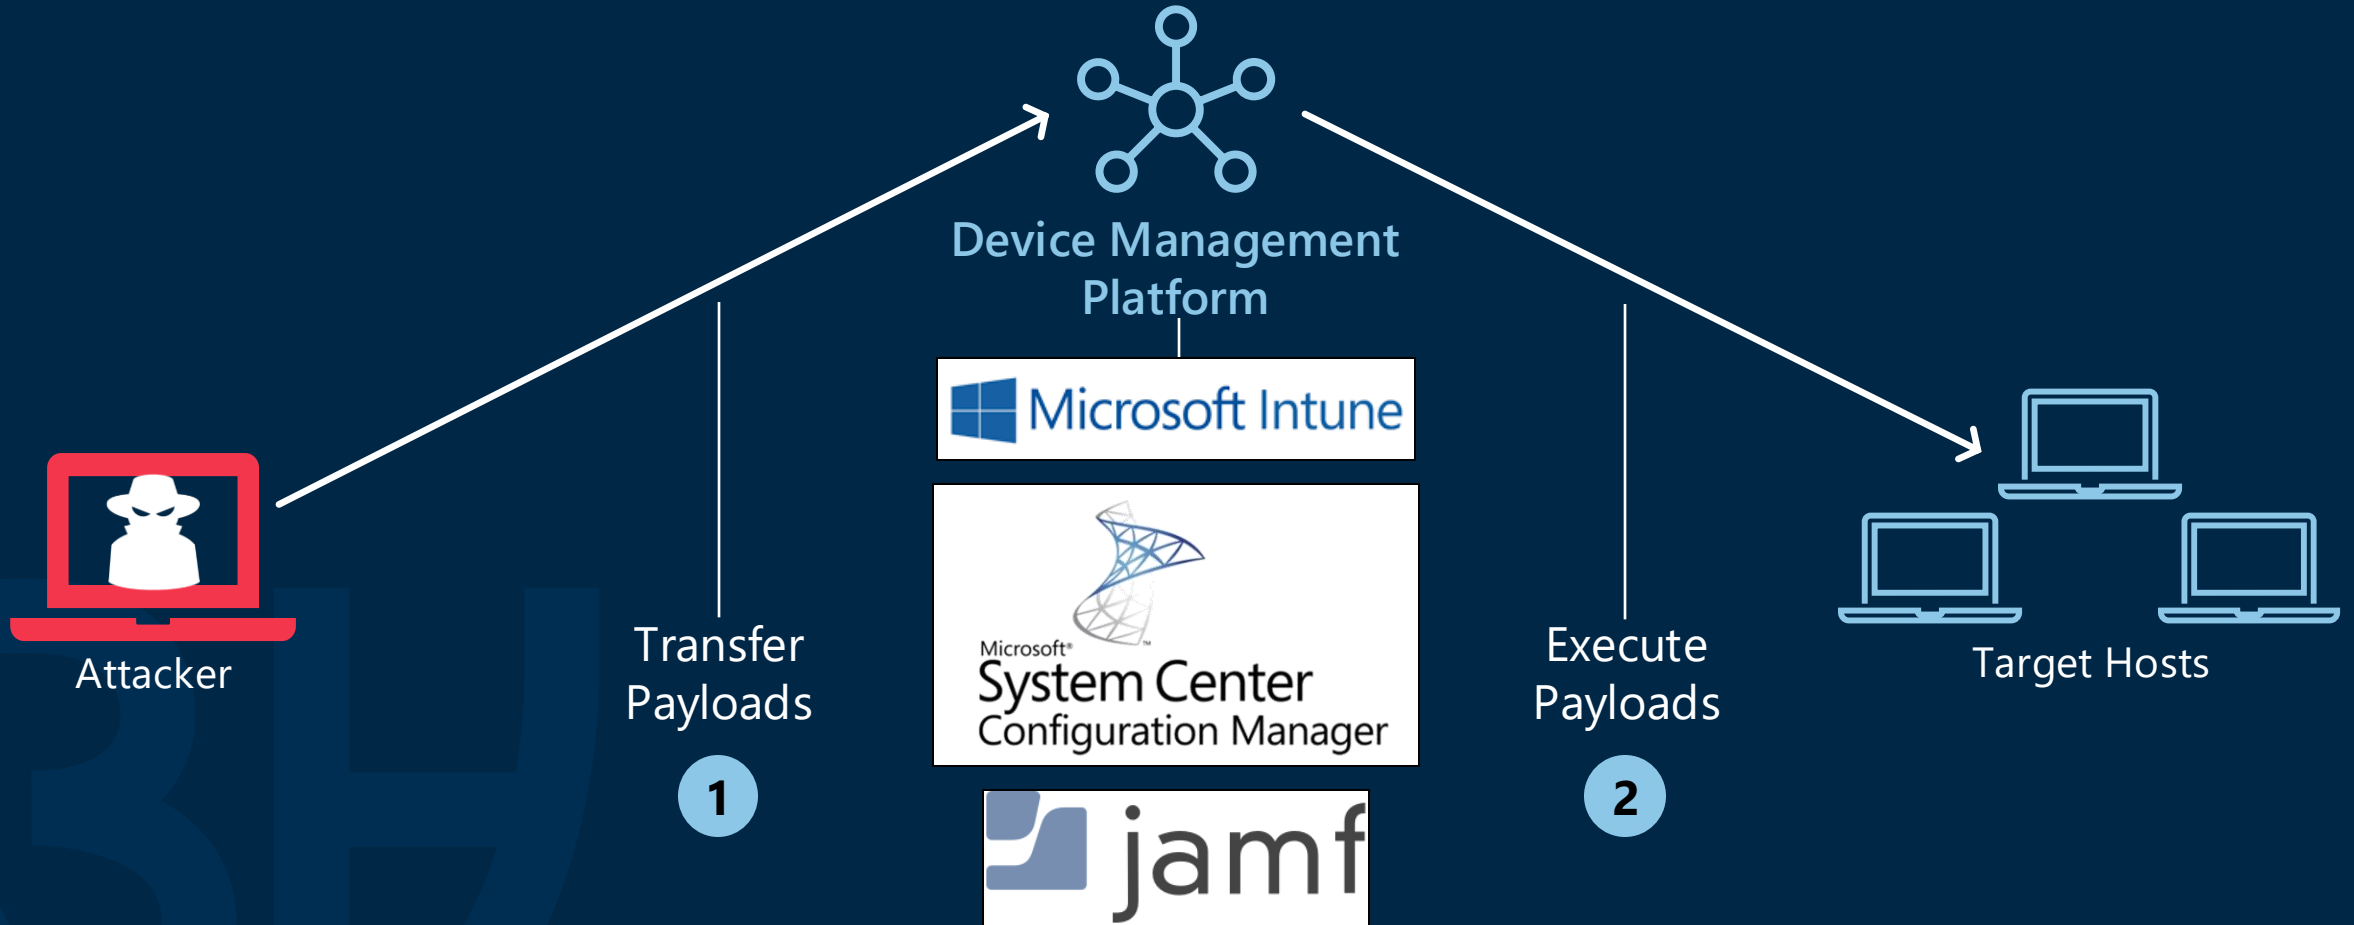 Device Management
Platform
Microsoft Intune
Microsoft®
System Center™
Configuration Manager
jamf
Attacker
Transfer
Payloads
1
Execute
Payloads
2
Target Hosts